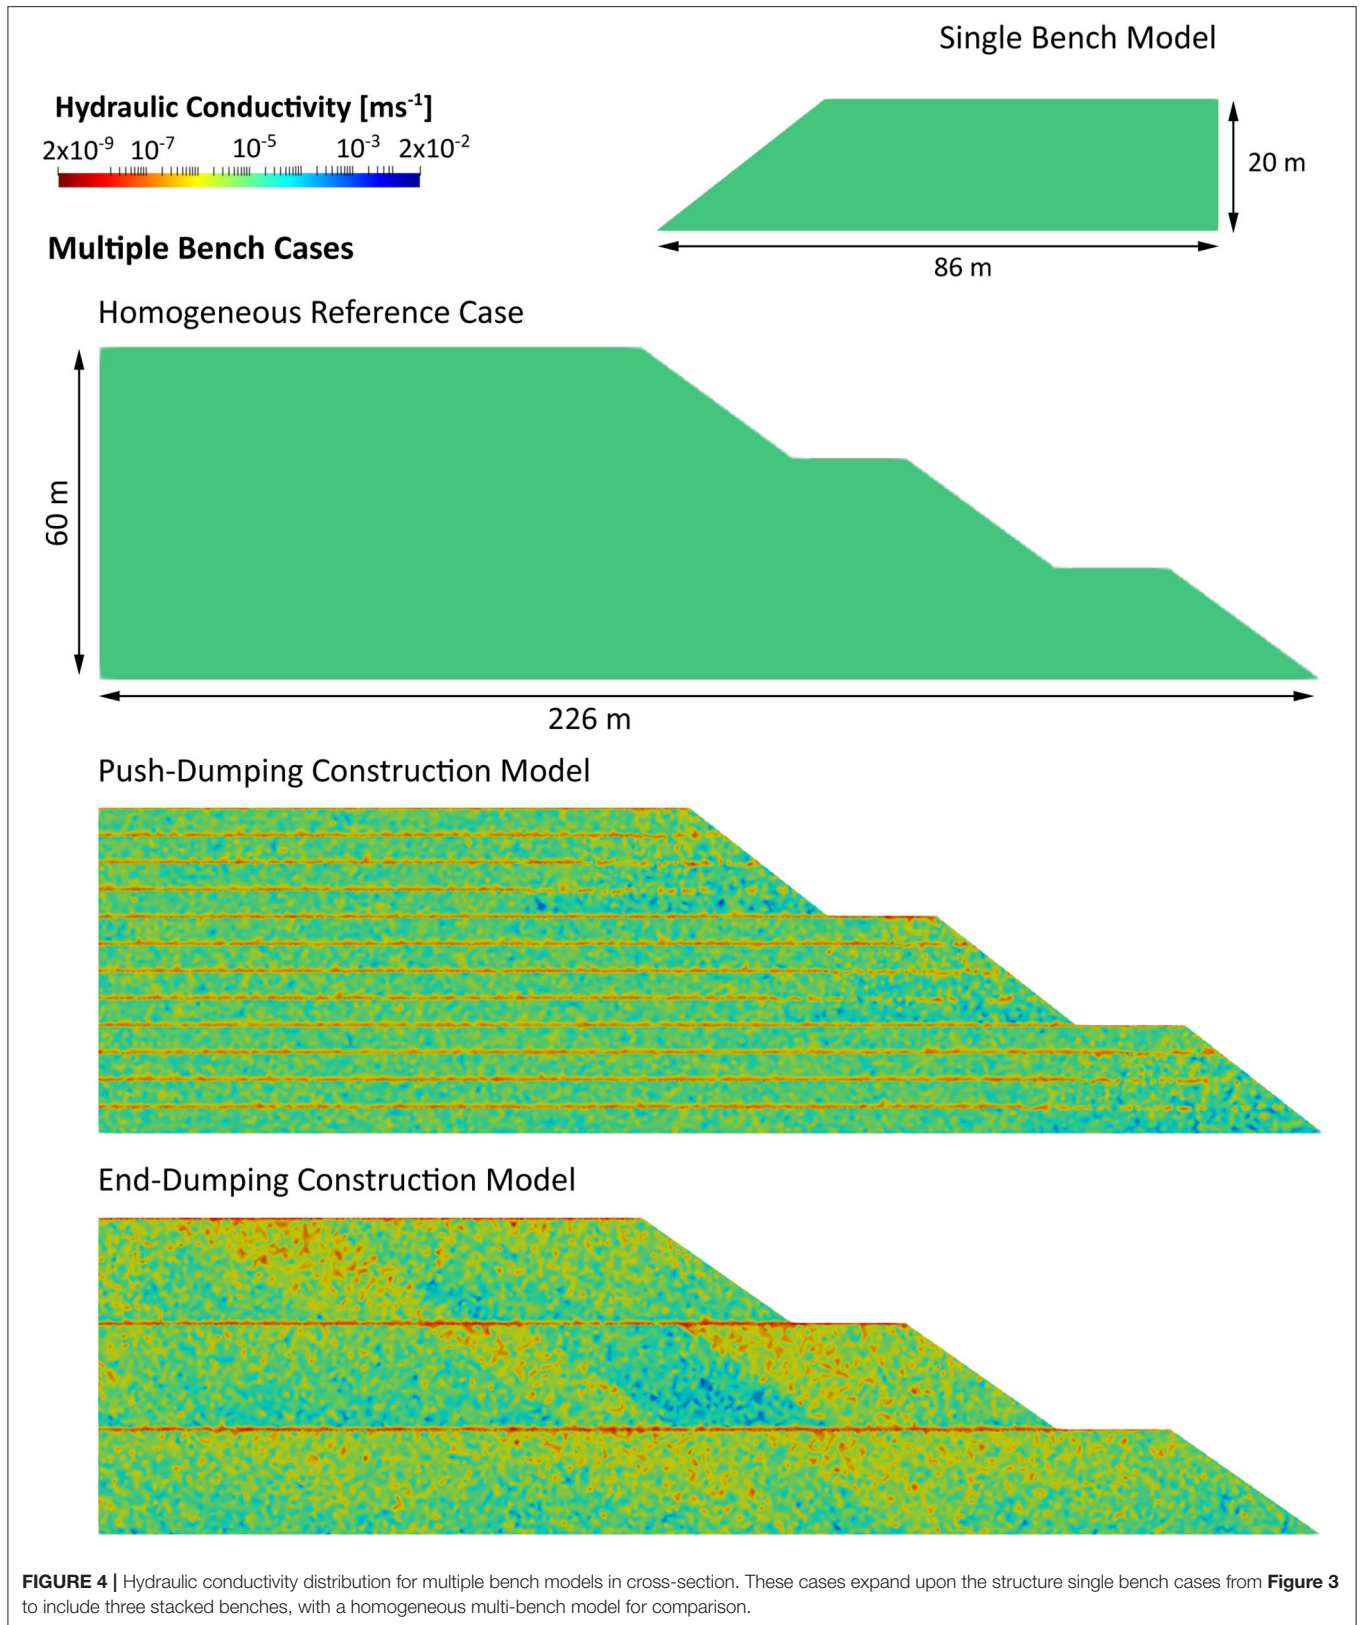 Single Bench Model
Hydraulic Conductivity [ms-1]
2x10-9 10-7 10-5 10-3 2x10-2
20 m
86 m
Multiple Bench Cases
Homogeneous Reference Case
60 m
226 m
Push-Dumping Construction Model
End-Dumping Construction Model
FIGURE 4 | Hydraulic conductivity distribution for multiple bench models in cross-section. These cases expand upon the structure single bench cases from Figure 3
to include three stacked benches, with a homogeneous multi-bench model for comparison.